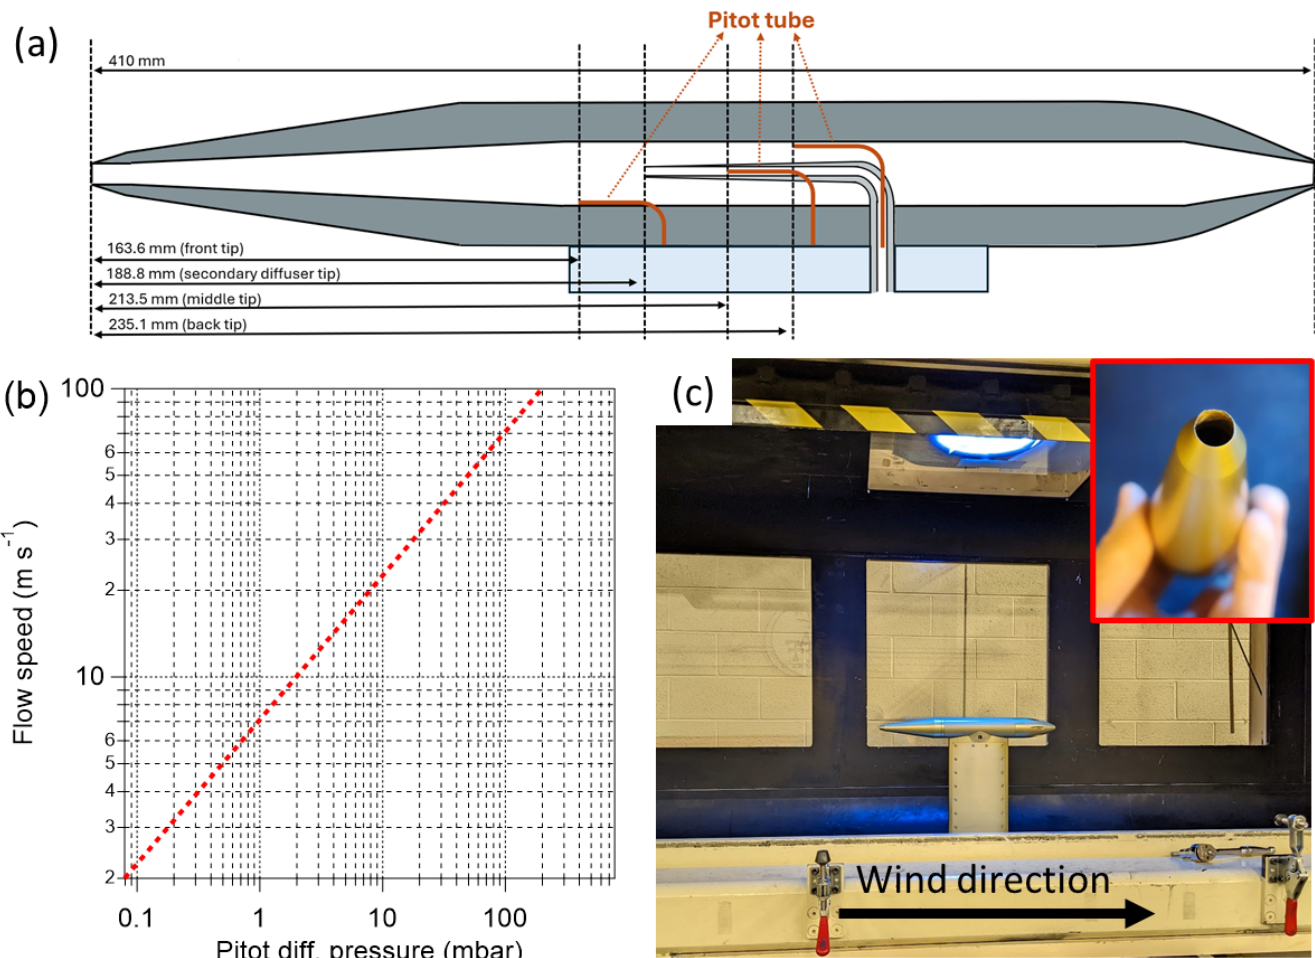 (a)
Pitot tube
410 mm
163.6 mm (front tip)
188.8 mm (secondary diffuser tip)
213.5 mm (middle tip)
235.1 mm (back tip)
(b)
100
6
5
4
3
2
10
6
5
4
3
2
0.1
1
10
100
Flow speed (m s⁻¹)
Pitot diff. pressure (mbar)
(c)
Wind direction